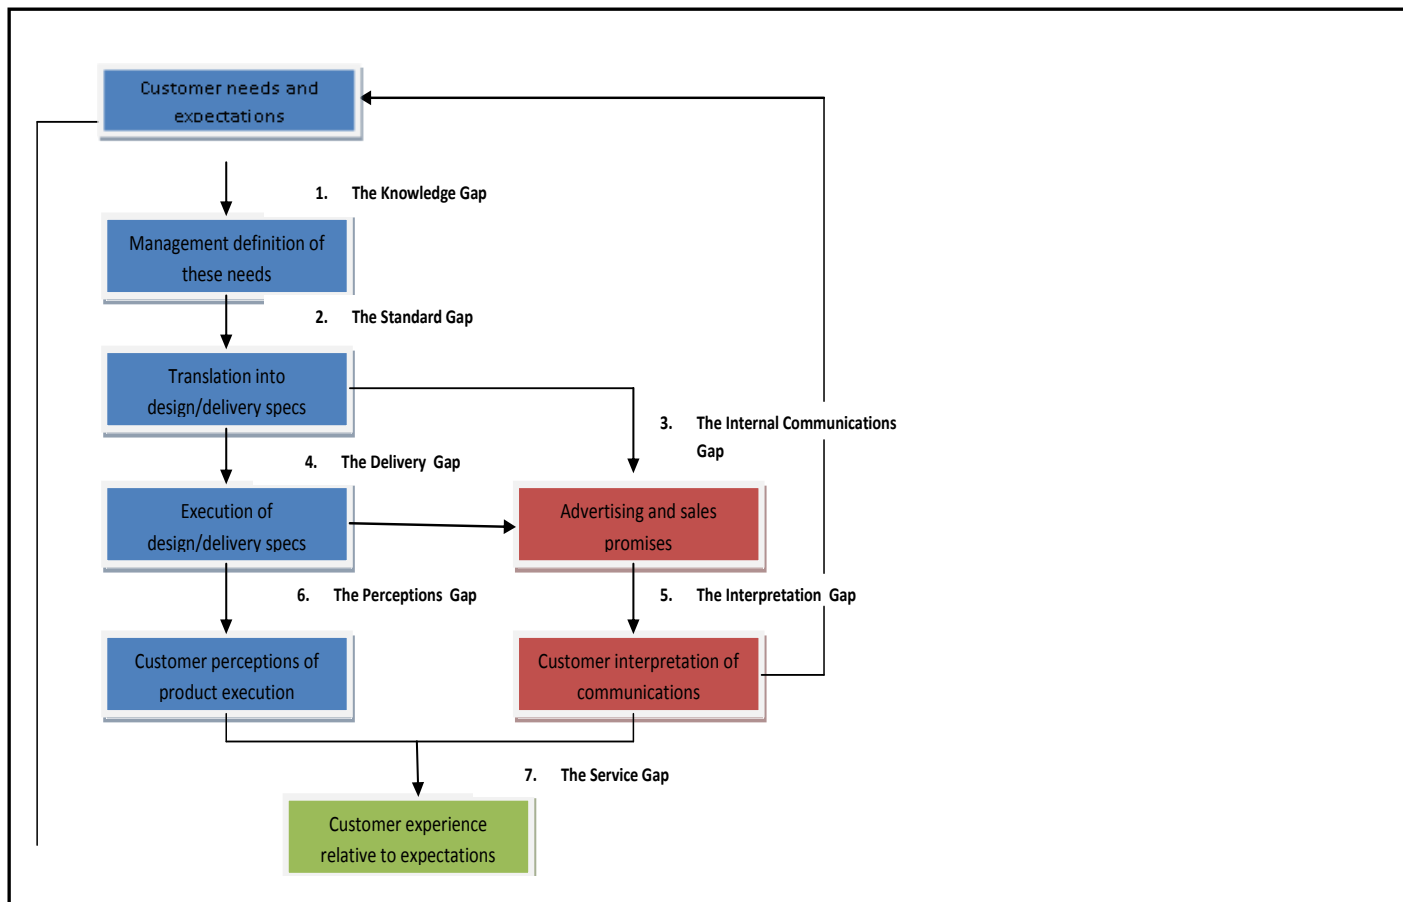 Customer needs and
expectations
1. The Knowledge Gap
Management definition of
these needs
2. The Standard Gap
Translation into
design/delivery specs
3. The Internal Communications
Gap
4. The Delivery Gap
Execution of
design/delivery specs
Advertising and sales
promises
6. The Perceptions Gap
5. The Interpretation Gap
Customer perceptions of
product execution
Customer interpretation of
communications
7. The Service Gap
Customer experience
relative to expectations